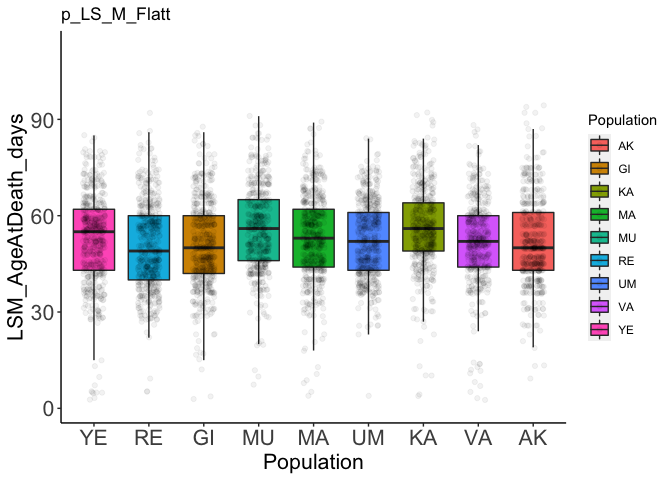 p_LS_M_Flatt
LSM_AgeAtDeath_days
90
60
30
0
YE RE GI MU MA UM KA VA AK
Population
Population
AK
GI
KA
MA
MU
RE
UM
VA
YE